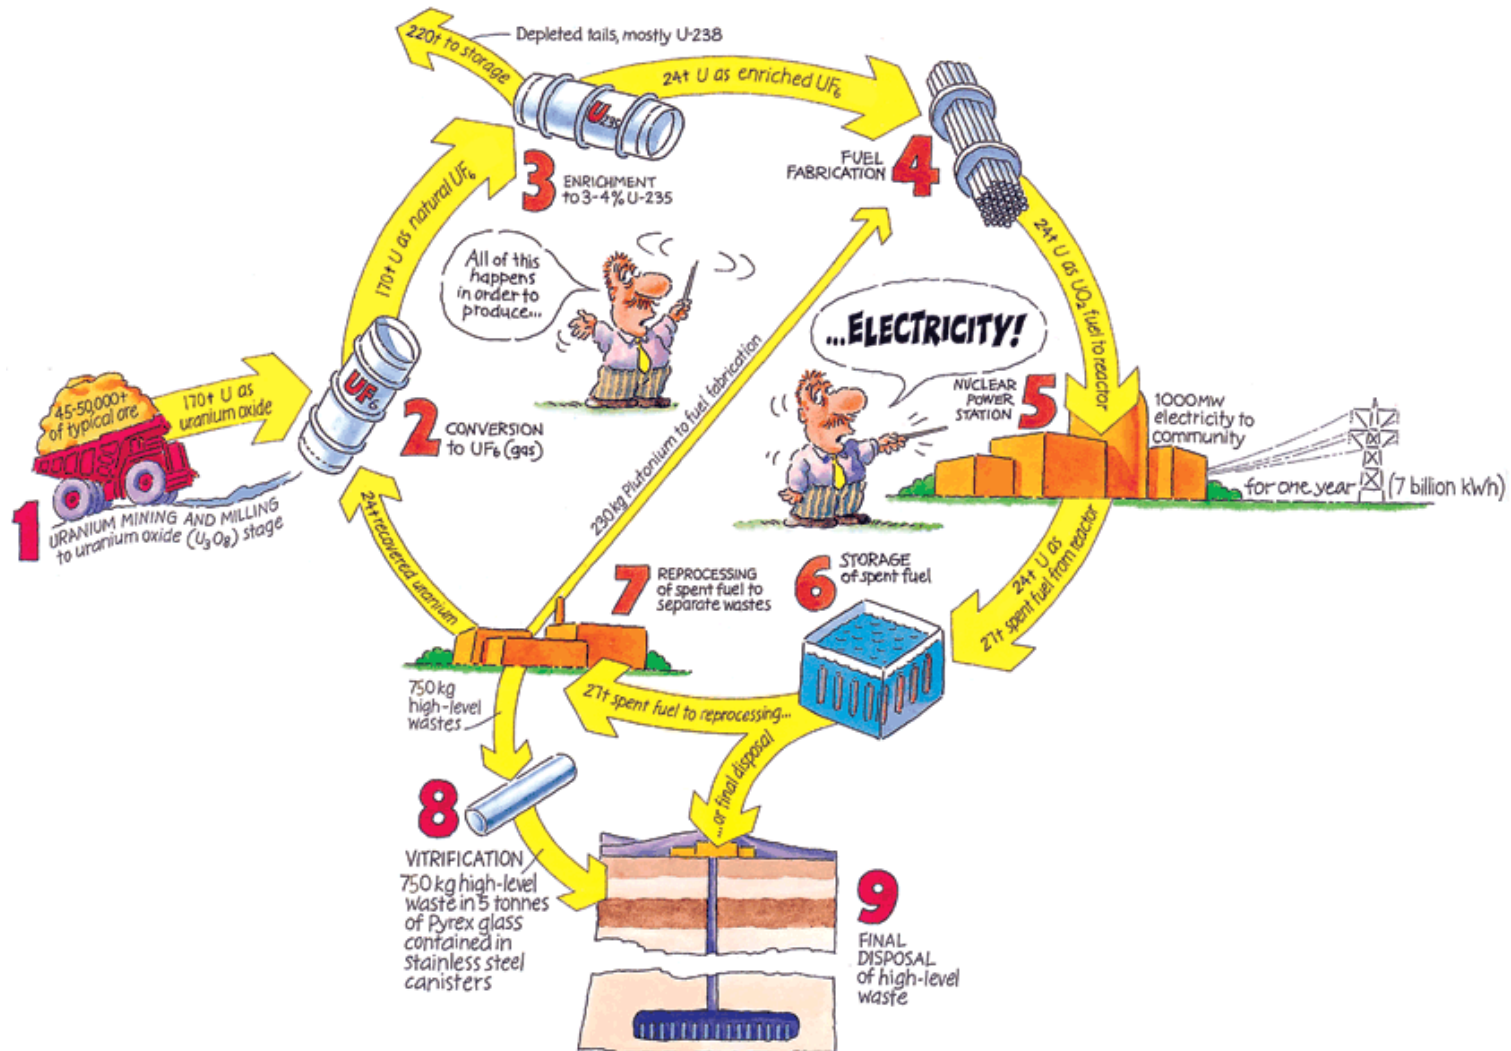 220t to storage
Depleted tails, mostly U-238
24t U as enriched UF6
U235
3
ENRICHMENT
to 3-4% U-235
FUEL
FABRICATION
4
170t U as natural UF6
All of this
happens
in order to
produce...
...ELECTRICITY!
24t U as UO2 fuel to reactor
45-50,000t
of typical ore
170t U as
uranium oxide
UF6
2
CONVERSION
to UF6 (gas)
1
URANIUM MINING AND MILLING
to uranium oxide (U3O8) stage
230kg Plutonium to fuel fabrication
NUCLEAR
POWER
STATION
5
1000MW
electricity to
community
for one year
(7 billion kWh)
24t recovered uranium
7
REPROCESSING
of spent fuel to
separate wastes
6
STORAGE
of spent fuel
24t U as
27t spent fuel from reactor
750kg
high-level
wastes
27t spent fuel to reprocessing...
...or final disposal
8
VITRIFICATION
750kg high-level
waste in 5 tonnes
of Pyrex glass
contained in
stainless steel
canisters
9
FINAL
DISPOSAL
of high-level
waste